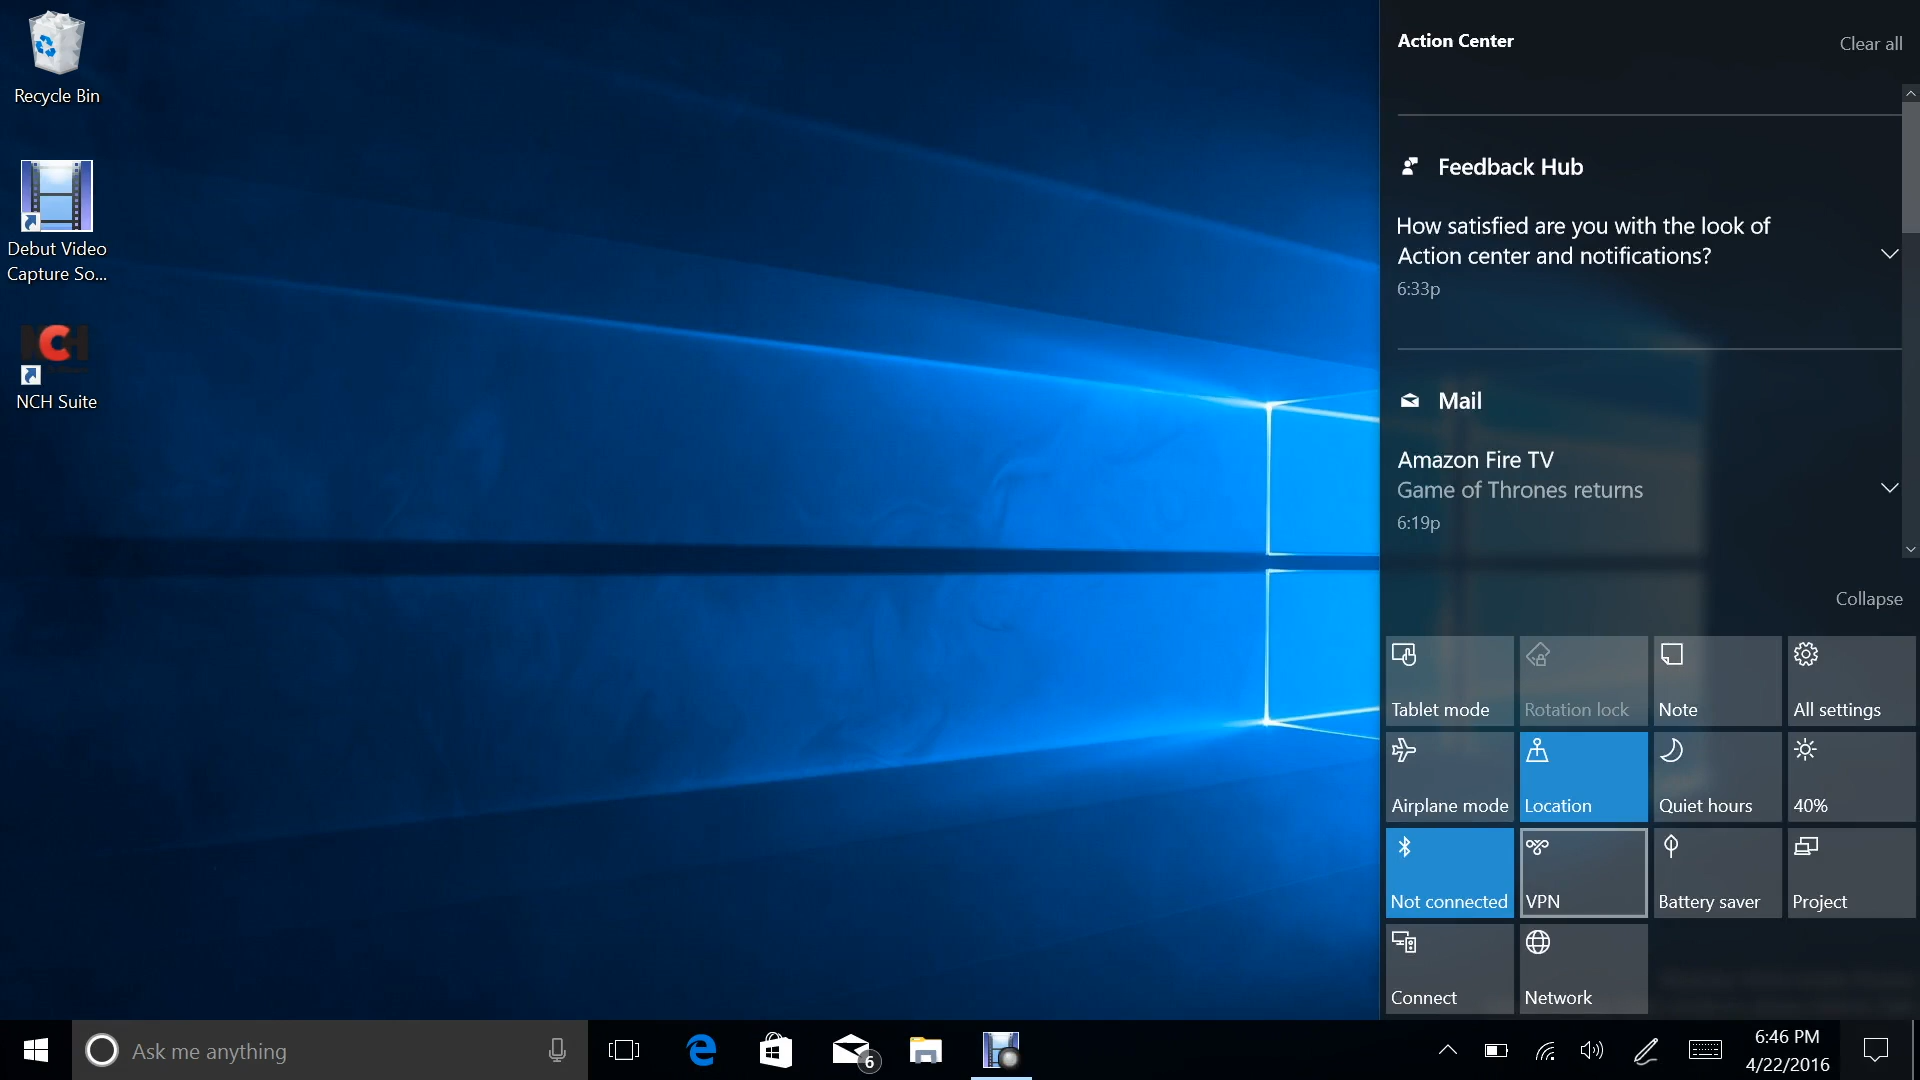 Recycle Bin
Debut Video
Capture So...
NCH
NCH Suite
Action Center
Clear all
Feedback Hub
How satisfied are you with the look of
Action center and notifications?
6:33p
Mail
Amazon Fire TV
Game of Thrones returns
6:19p
Collapse
Tablet mode
Rotation lock
Note
All settings
Airplane mode
Location
Quiet hours
40%
Not connected
VPN
Battery saver
Project
Connect
Network
Ask me anything
6
6:46 PM
4/22/2016